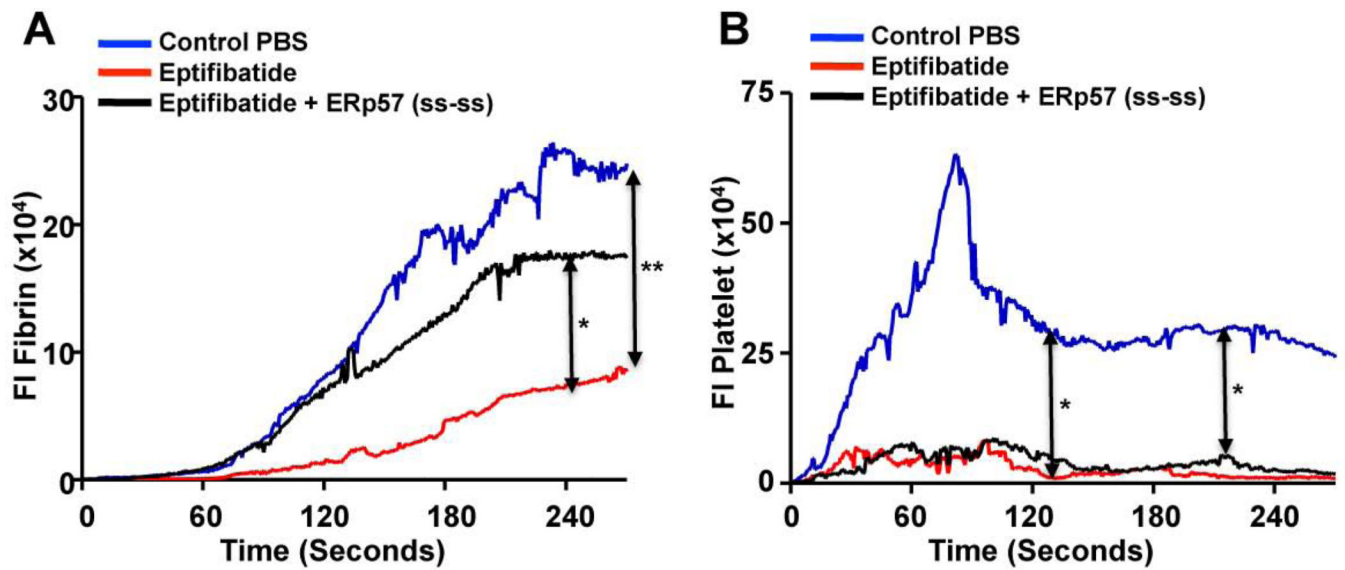 A
Control PBS
Eptifibatide
Eptifibatide + ERp57 (ss-ss)
30
20
10
0
FI Fibrin (x10⁴)
**
*
0 60 120 180 240
Time (Seconds)
B
Control PBS
Eptifibatide
Eptifibatide + ERp57 (ss-ss)
75
50
25
0
FI Platelet (x10⁴)
*
*
0 60 120 180 240
Time (Seconds)